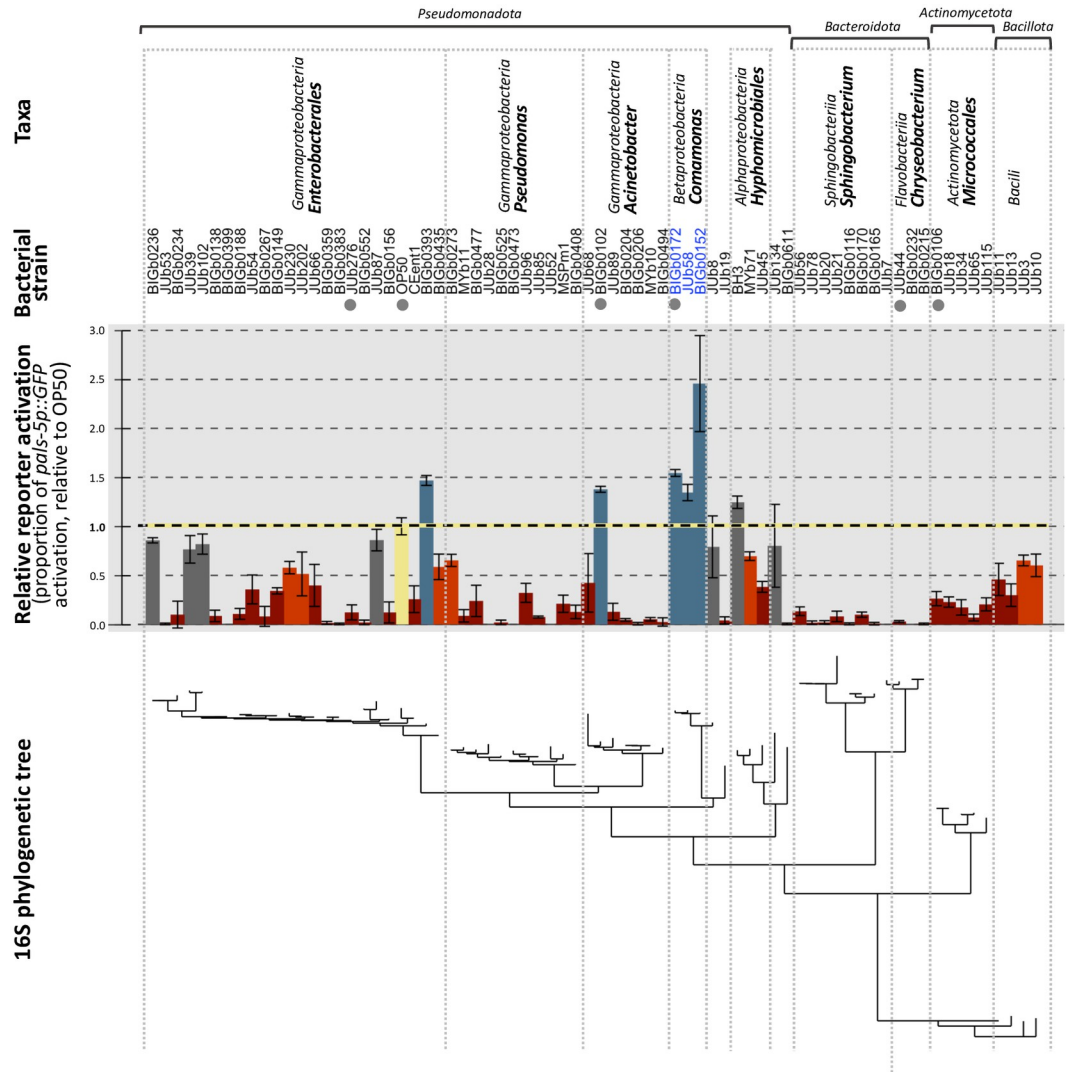 Pseudomonadota
Bacteroidota
Actinomycetota
Bacillota
Taxa
Gammaproteobacteria
Enterobacterales
Gammaproteobacteria
Pseudomonas
Gammaproteobacteria
Acinetobacter
Betaproteobacteria
Comamonas
Alphaproteobacteria
Hyphomicrobiales
Sphingobacteriia
Sphingobacterium
Flavobacteriia
Chryseobacterium
Actinomycetota
Micrococcales
Bacili
Bacterial
strain
BIGb0236
JUb53
BIGb0234
JUb39
JUb102
BIGb0138
BIGb0399
BIGb0188
JUb54
BIGb0267
BIGb0149
JUb230
JUb202
JUb66
BIGb0359
BIGb0383
JUb276
BIGb0552
JUb87
BIGb0156
OP50
CEent1
BIGb0393
BIGb0435
BIGb0273
MYb11
BIGb0477
JUb28
BIGb0525
BIGb0473
JUb96
JUb85
JUb52
MSPm1
BIGb0408
JUb68
BIGb0102
JUb89
BIGb0204
BIGb0206
MYb10
BIGb0494
BIGb0172
JUb58
BIGb0152
JUb8
JUb19
BH3
MYb71
JUb45
JUb134
BIGb0611
JUb56
JUb78
JUb20
JUb21
BIGb0116
BIGb0170
BIGb0165
JUb7
JUb44
BIGb0232
BIGb0215
BIGb0106
JUb18
JUb34
JUb65
JUb115
JUb11
JUb13
JUb3
JUb10
Relative reporter activation
(proportion of pals-5p::GFP
activation, relative to OP50)
3.0
2.5
2.0
1.5
1.0
0.5
0.0
16S phylogenetic tree